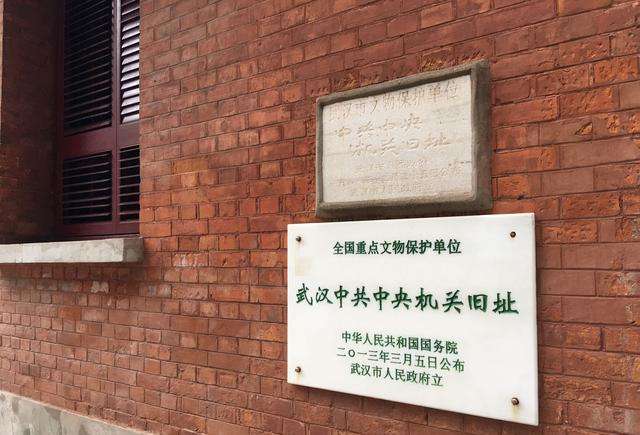 武汉市文物保护单位
中共中央
机关旧址
全国重点文物保护单位
武汉中共中央机关旧址
中华人民共和国国务院
二〇一三年三月五日公布
武汉市人民政府立